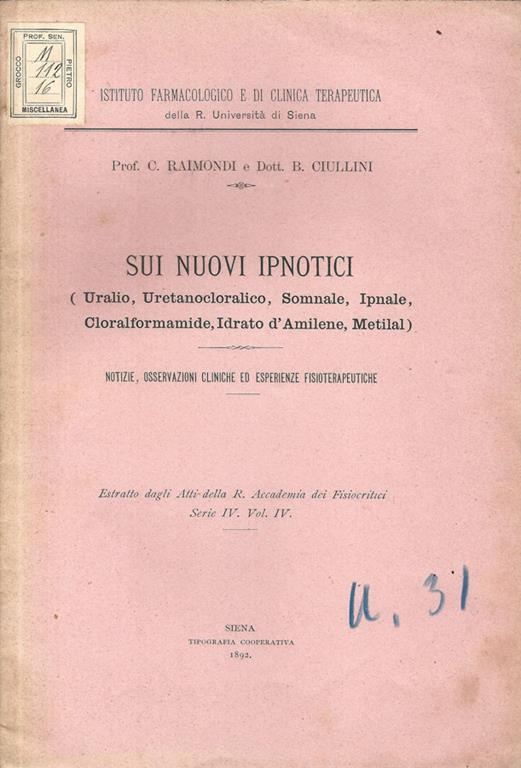 PROF. SEN.
GROCCO
PIETRO
M
112
16
MISCELLANEA
ISTITUTO FARMACOLOGICO E DI CLINICA TERAPEUTICA
della R. Università di Siena
Prof. C. RAIMONDI e Dott. B. CIULLINI
SUI NUOVI IPNOTICI
( Uralio, Uretanocloralico, Somnale, Ipnale,
Cloralformamide, Idrato d'Amilene, Metilal)
NOTIZIE, OSSERVAZIONI CLINICHE ED ESPERIENZE FISIOTERAPEUTICHE
Estratto dagli Atti della R. Accademia dei Fisiocritici
Serie IV. Vol. IV.
u. 31
SIENA
TIPOGRAFIA COOPERATIVA
1892.